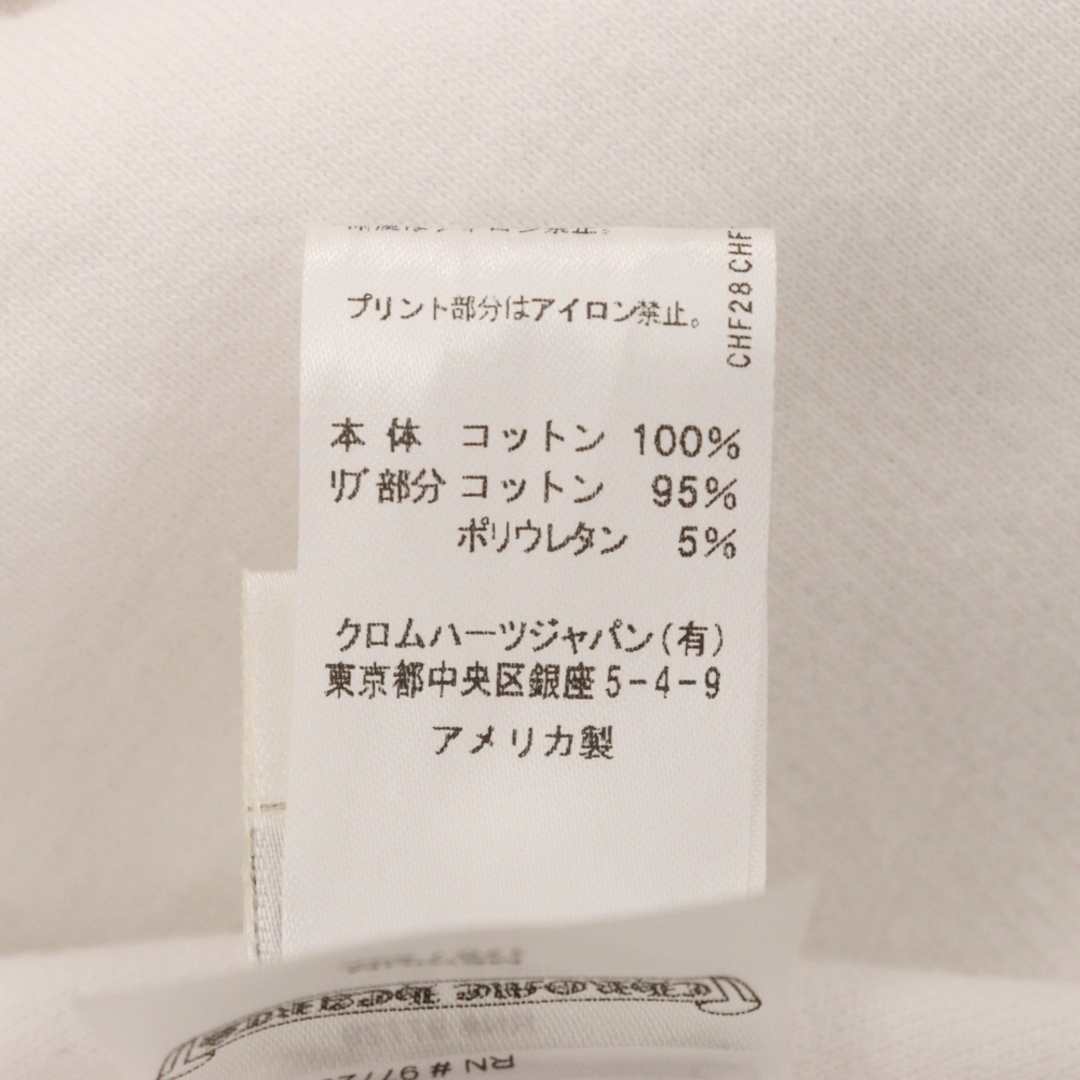 プリント部分はアイロン禁止。
CHF28 CHF
本体 コットン 100%
リブ部分 コットン 95%
ポリウレタン 5%
クロムハーツジャパン(有)
東京都中央区銀座5-4-9
アメリカ製